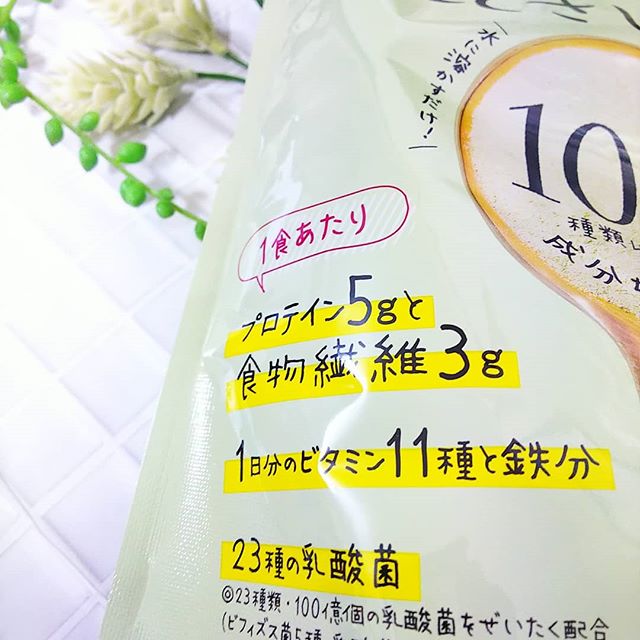 水に溶かすだけ!
10
種類
成分
1食あたり
プロテイン5gと
食物繊維3g
1日分のビタミン11種と鉄分
23種の乳酸菌
◎23種類・100億個の乳酸菌をぜいたく配合
(ビフィズス菌5種